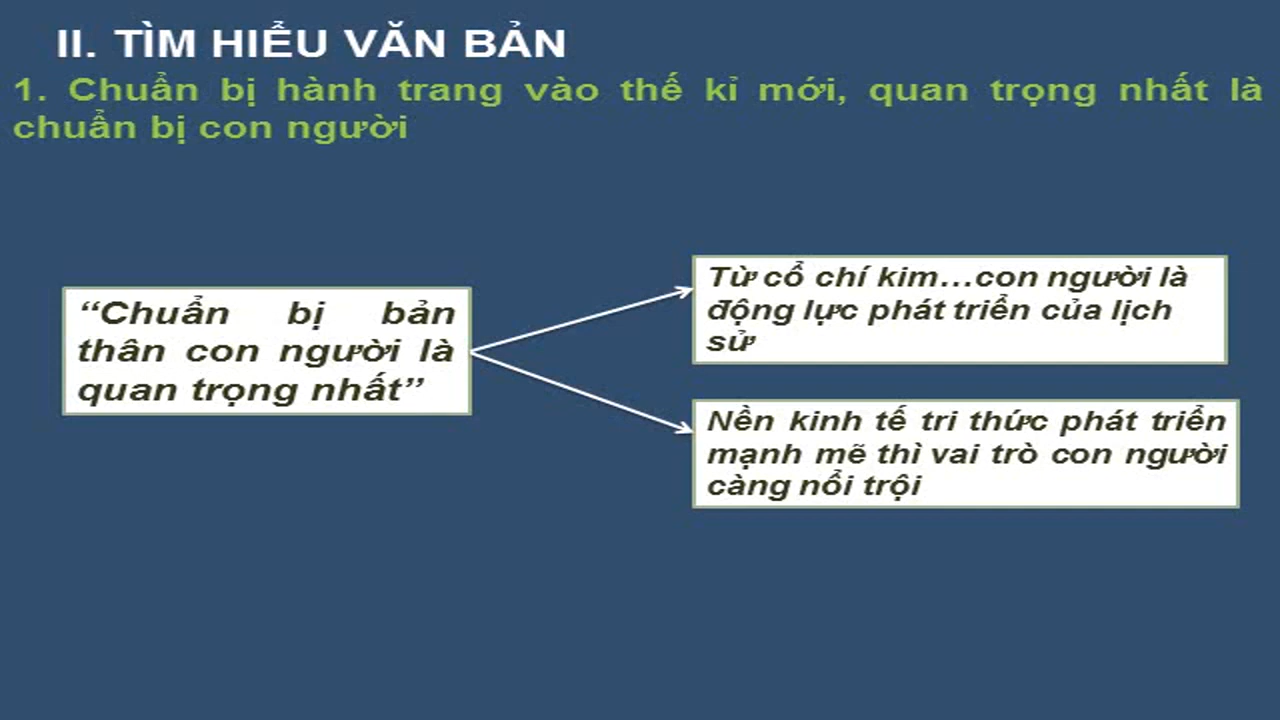 II. TÌM HIỂU VĂN BẢN
1. Chuẩn bị hành trang vào thế kỉ mới, quan trọng nhất là
chuẩn bị con người
“Chuẩn bị bản
thân con người là
quan trọng nhất”
Từ cổ chí kim...con người là
động lực phát triển của lịch
sử
Nền kinh tế tri thức phát triển
mạnh mẽ thì vai trò con người
càng nổi trội